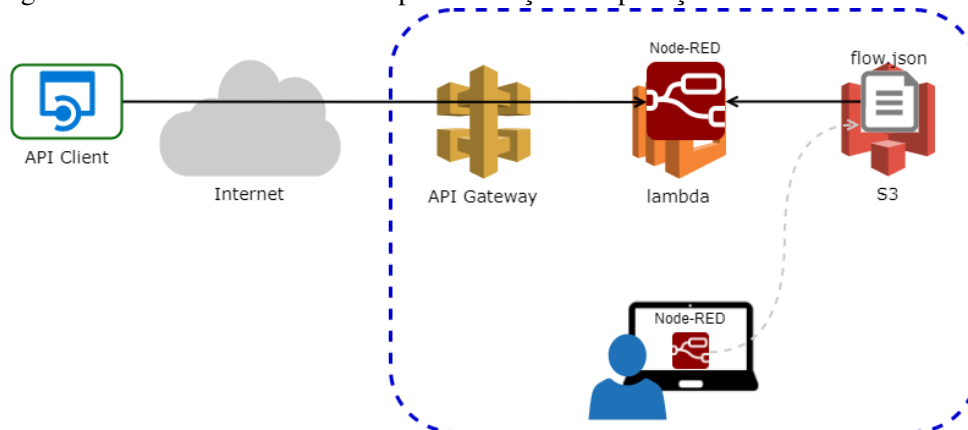 Node-RED
flow.json
API Client
Internet
API Gateway
lambda
S3
Node-RED